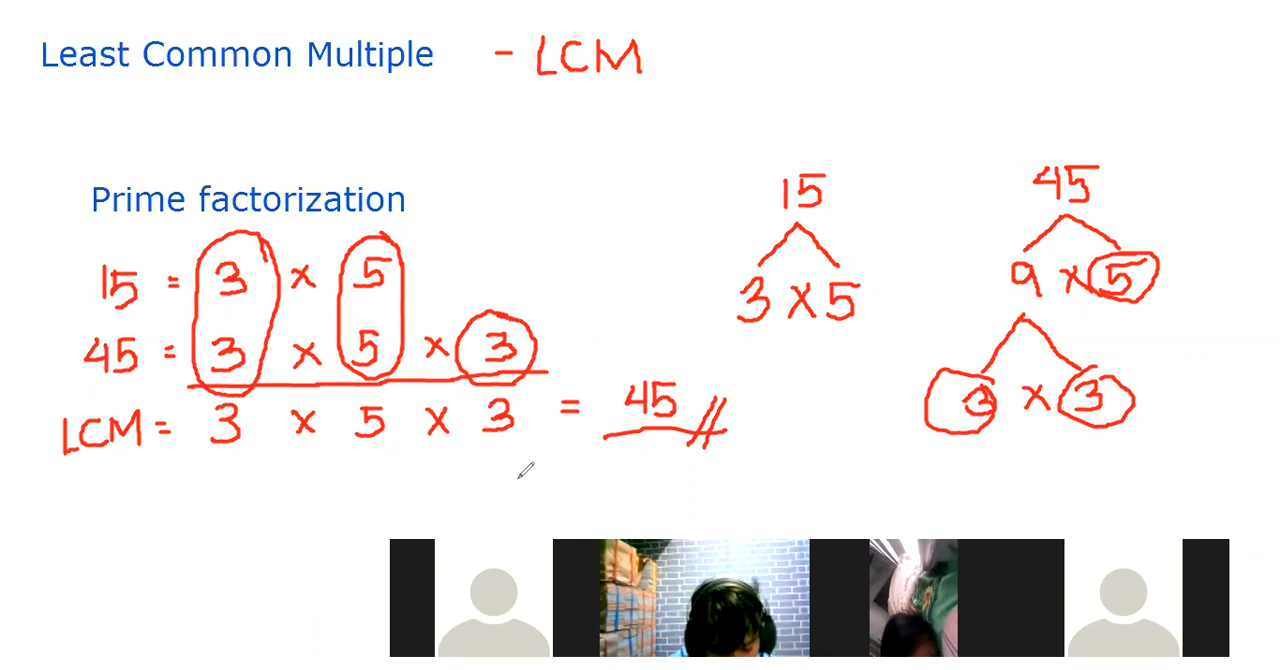 Least Common Multiple - LCM
Prime factorization
15 = 3 x 5
45 = 3 x 5 x 3
LCM = 3 x 5 x 3 = 45
15
3 x 5
45
9 x 5
3 x 3